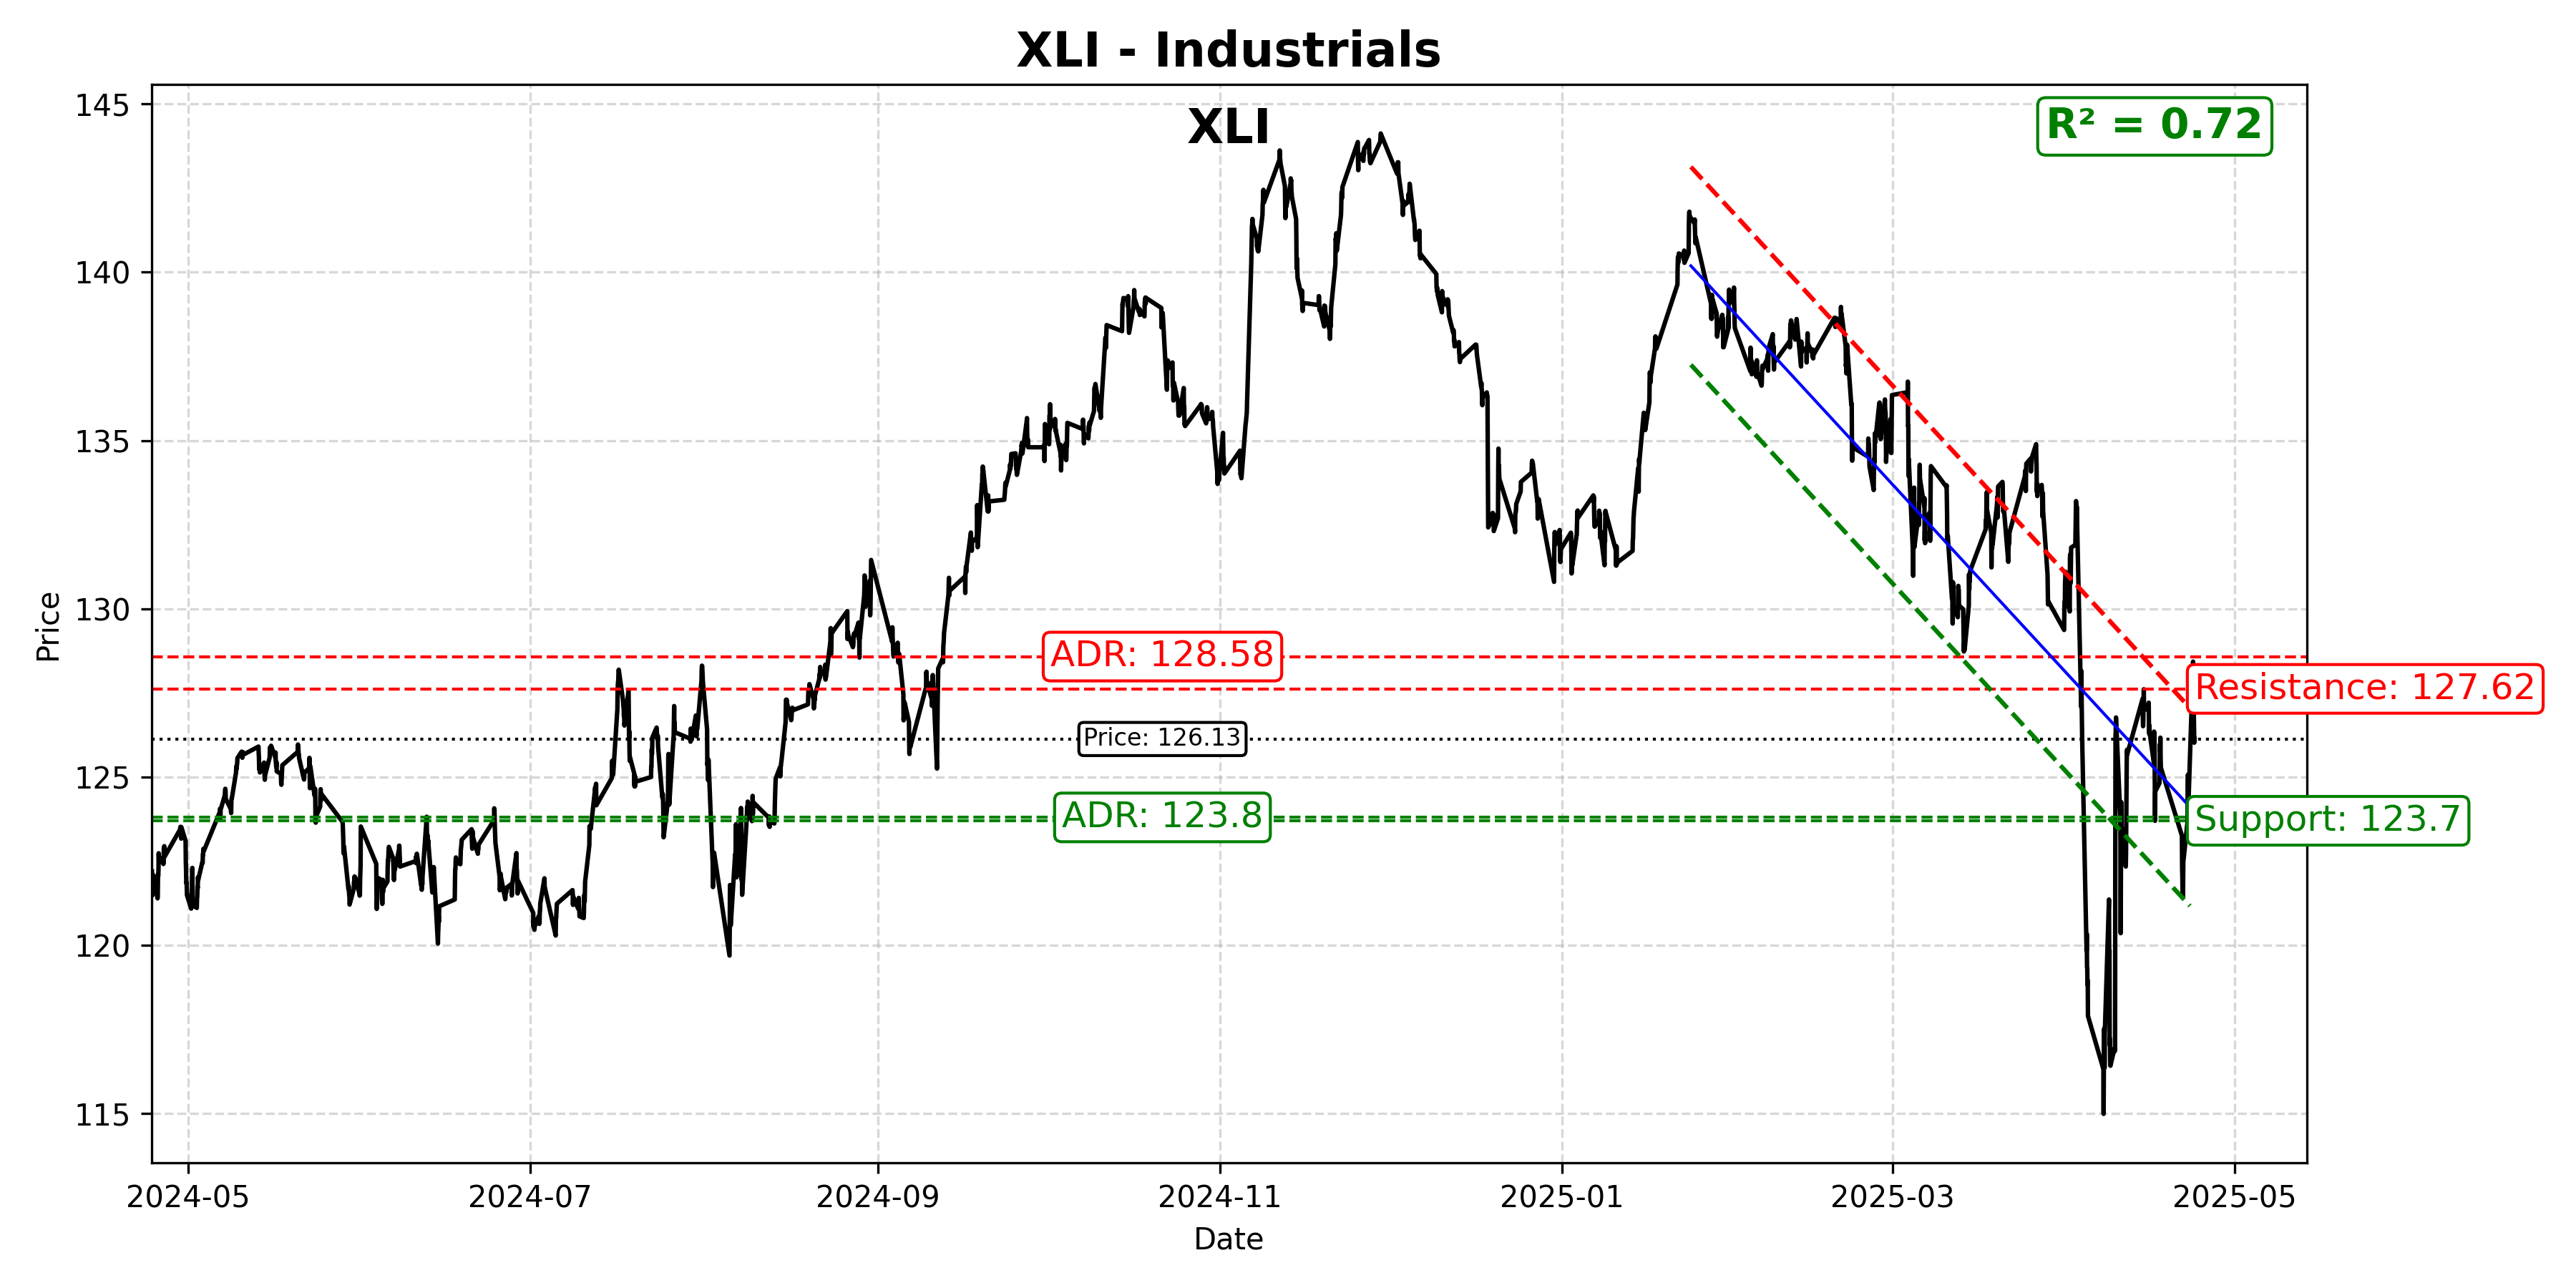 XLI - Industrials
XLI
R² = 0.72
145
140
135
130
125
120
115
Price
ADR: 128.58
Resistance: 127.62
Price: 126.13
ADR: 123.8
Support: 123.7
2024-05
2024-07
2024-09
2024-11
2025-01
2025-03
2025-05
Date